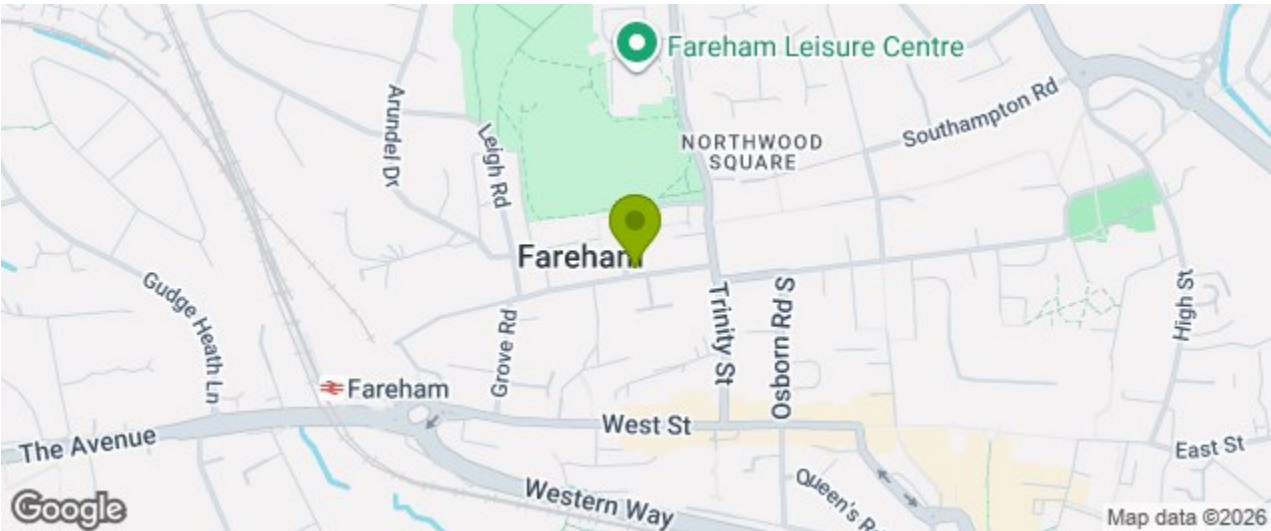 Fareham Leisure Centre
Arundel Dr
Leigh Rd
NORTHWOOD
SQUARE
Southampton Rd
Fareham
Gudge Heath Ln
Grove Rd
Trinity St
Osborn Rd S
High St
Fareham
West St
The Avenue
East St
Western Way
Queen's Rd
Google
Map data ©2026